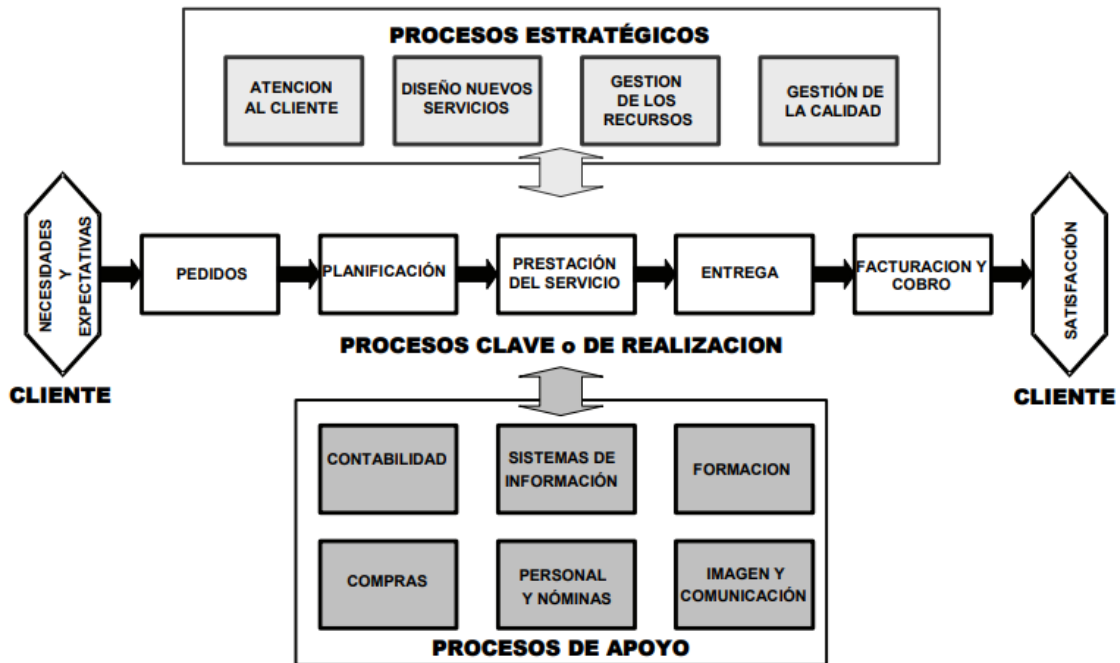 PROCESOS ESTRATÉGICOS
ATENCION
AL CLIENTE
DISEÑO NUEVOS
SERVICIOS
GESTION
DE LOS
RECURSOS
GESTIÓN DE
LA CALIDAD
NECESIDADES
Y
EXPECTATIVAS
CLIENTE
PEDIDOS
PLANIFICACIÓN
PRESTACIÓN
DEL SERVICIO
ENTREGA
FACTURACION Y
COBRO
SATISFACCIÓN
CLIENTE
PROCESOS CLAVE o DE REALIZACION
CONTABILIDAD
SISTEMAS DE
INFORMACIÓN
FORMACION
COMPRAS
PERSONAL
Y NÓMINAS
IMAGEN Y
COMUNICACIÓN
PROCESOS DE APOYO